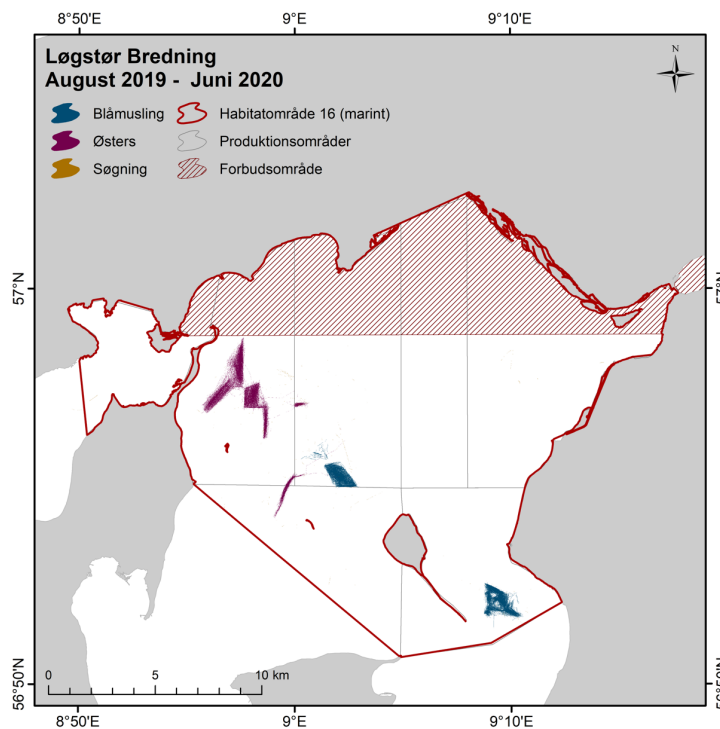 8°50'E 9°E 9°10'E
Løgstør Bredning
August 2019 - Juni 2020
N
Blåmusling Habitatområde 16 (marint)
Østers Produktionsområder
Søgning Forbudsområde
57°N 57°N
56°50'N 56°50'N
0 5 10 km
8°50'E 9°E 9°10'E